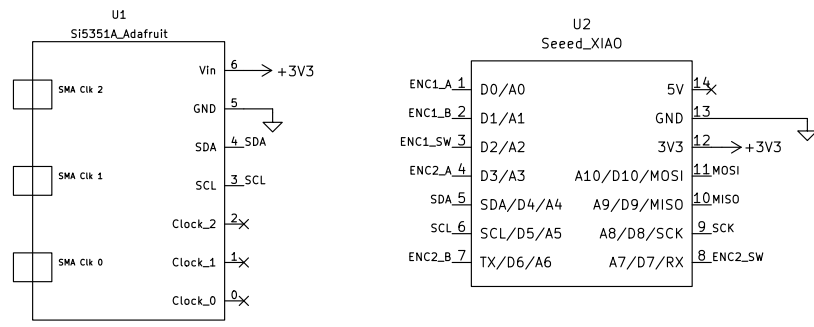 U1
Si5351A_Adafruit
SMA Clk 2
SMA Clk 1
SMA Clk 0
Vin 6 +3V3
GND 5
SDA 4 SDA
SCL 3 SCL
Clock_2 2
Clock_1 1
Clock_0 0
U2
Seeed_XIAO
ENC1_A 1 D0/A0
ENC1_B 2 D1/A1
ENC1_SW 3 D2/A2
ENC2_A 4 D3/A3
SDA 5 SDA/D4/A4
SCL 6 SCL/D5/A5
ENC2_B 7 TX/D6/A6
5V 14
GND 13
3V3 12 +3V3
A10/D10/MOSI 11 MOSI
A9/D9/MISO 10 MISO
A8/D8/SCK 9 SCK
A7/D7/RX 8 ENC2_SW